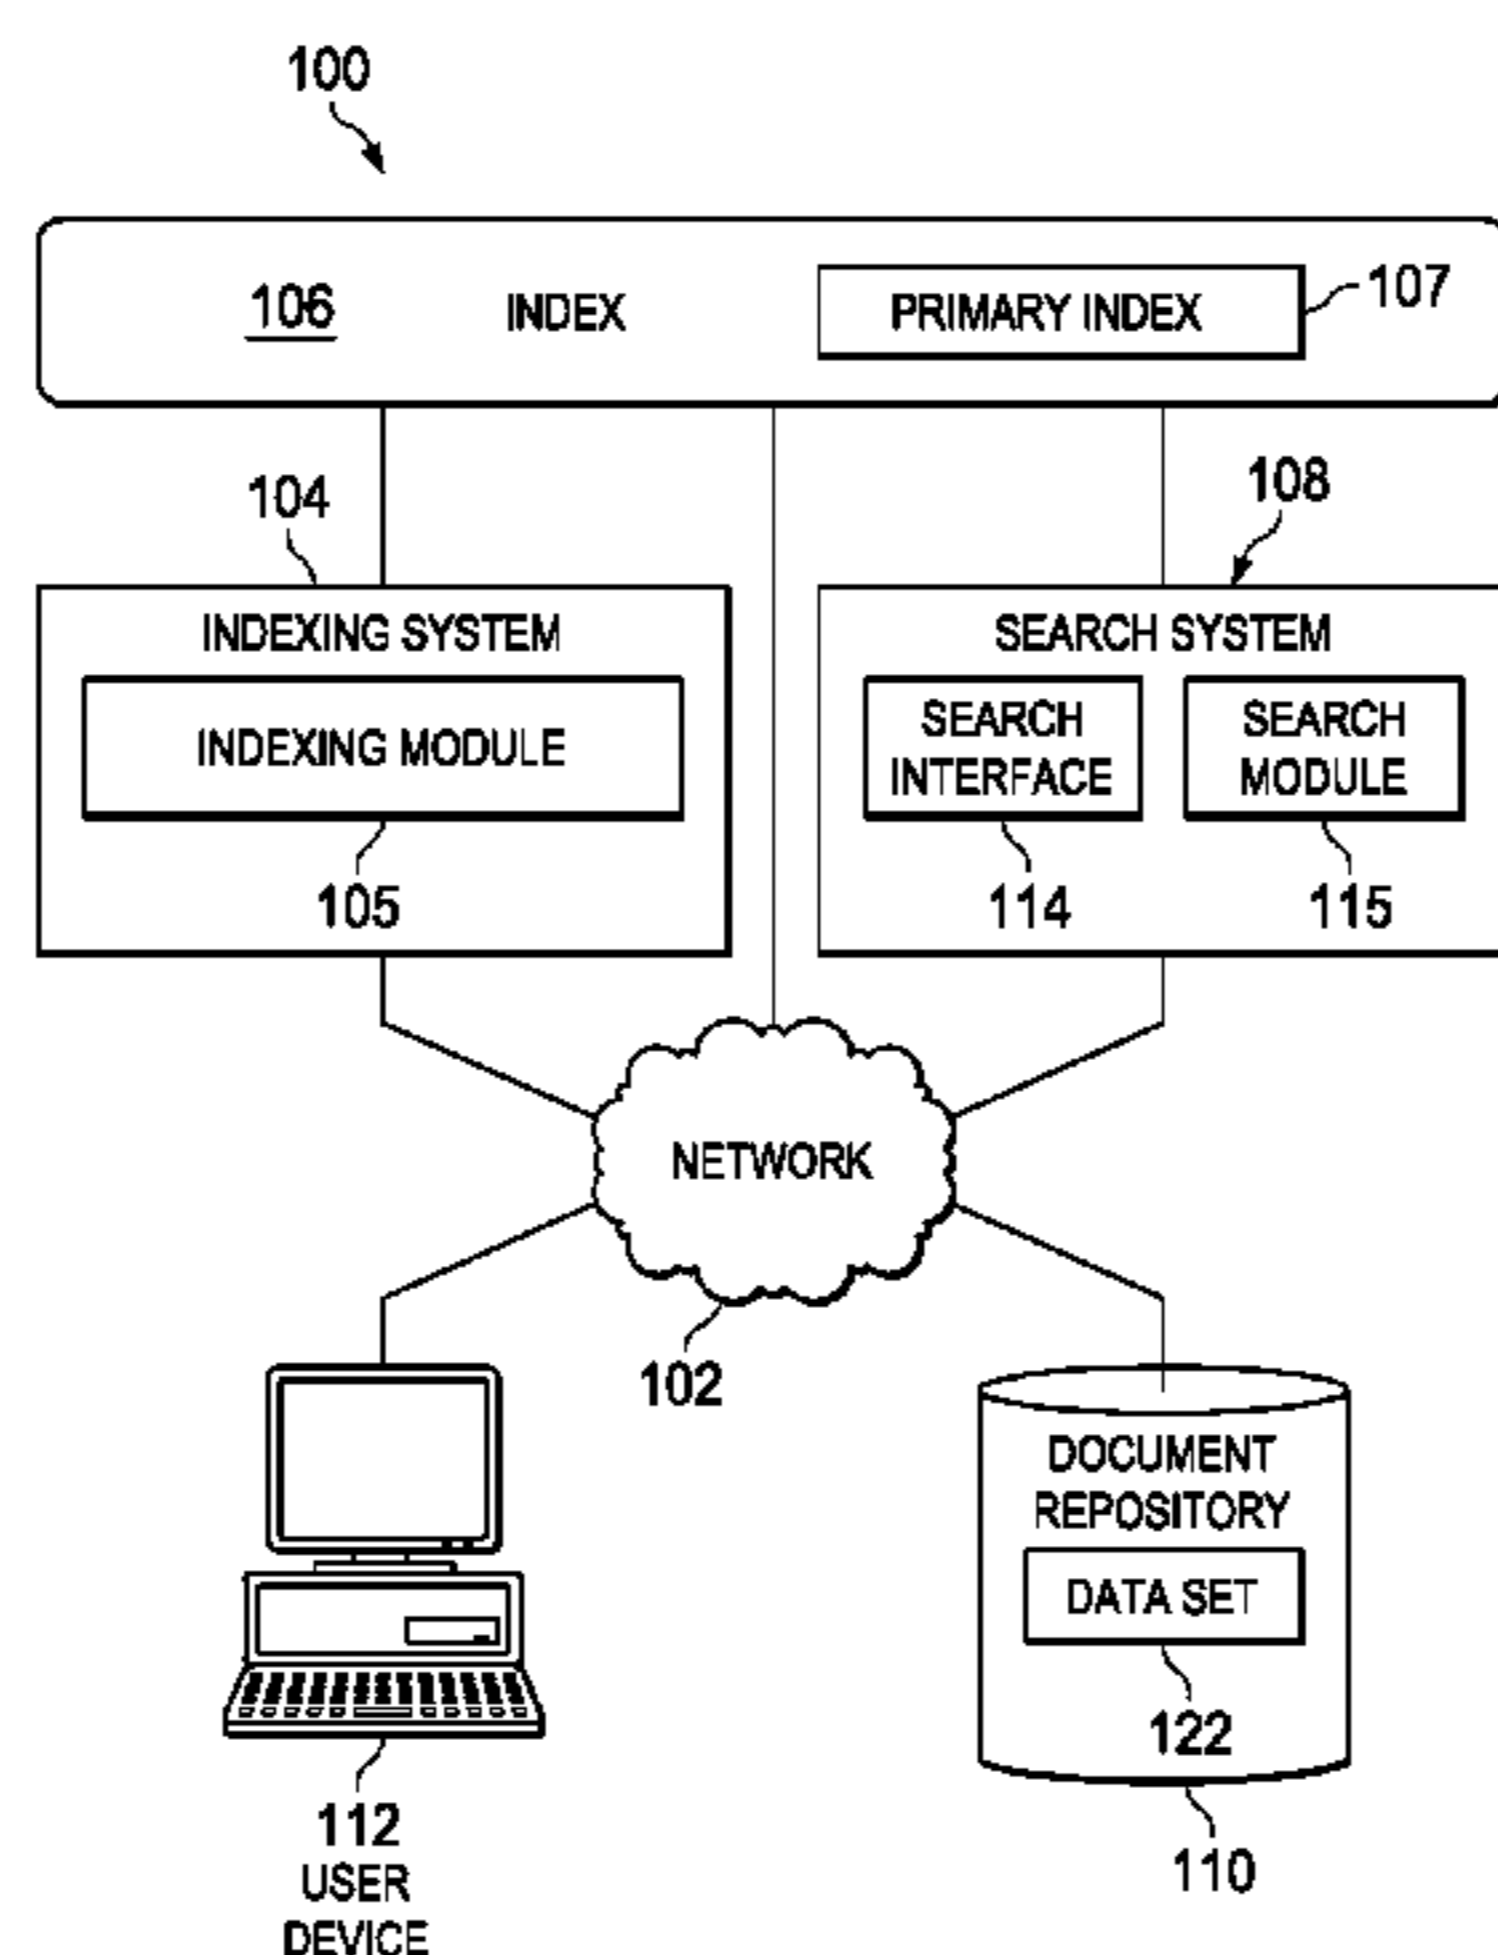 100
106 INDEX PRIMARY INDEX 107
104
108
INDEXING SYSTEM
INDEXING MODULE
105
SEARCH SYSTEM
SEARCH
INTERFACE
114
SEARCH
MODULE
115
NETWORK
102
112
USER
DEVICE
DOCUMENT
REPOSITORY
DATA SET
122
110